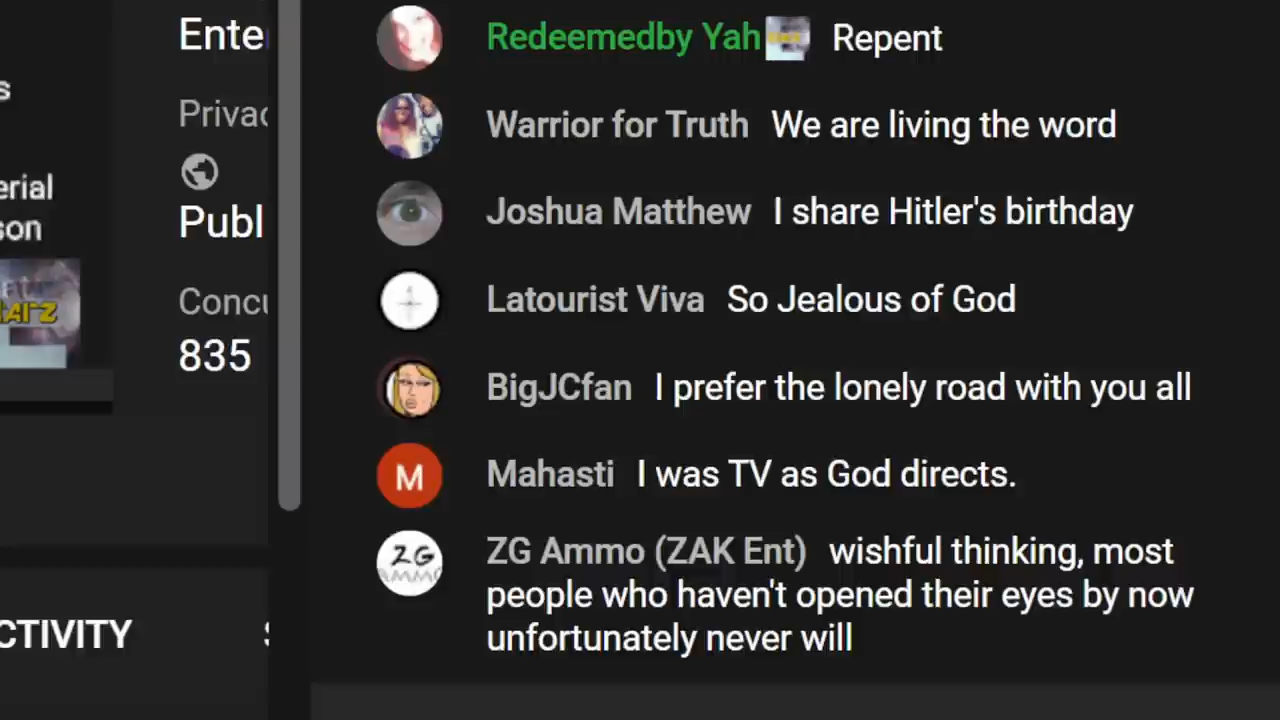 Ente
Redeemedby Yah Repent
s
Privac
Warrior for Truth We are living the word
erial
Publ
Joshua Matthew I share Hitler's birthday
son
Concu
Latourist Viva So Jealous of God
835
BigJCfan I prefer the lonely road with you all
M Mahasti I was TV as God directs.
ZG AMMO
ZG Ammo (ZAK Ent) wishful thinking, most
people who haven't opened their eyes by now
unfortunately never will
CTIVITY